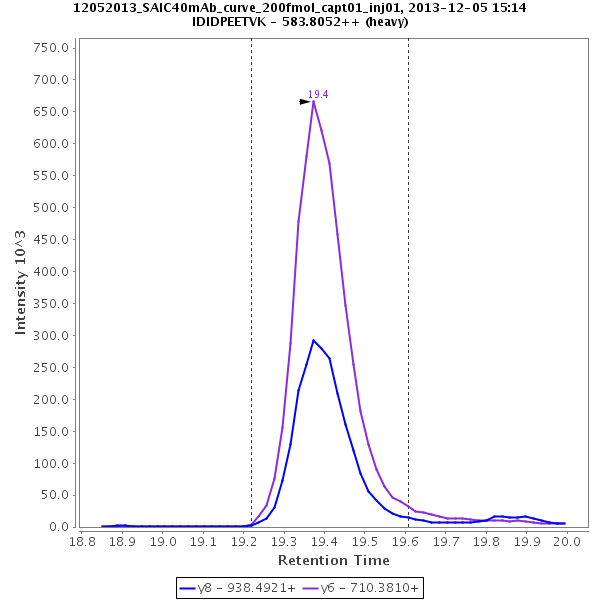 12052013_SAIC40mAb_curve_200fmol_capt01_inj01, 2013-12-05 15:14
IDIDPEETVK - 583.8052++ (heavy)
750.0
700.0
650.0
600.0
550.0
500.0
450.0
400.0
350.0
300.0
250.0
200.0
150.0
100.0
50.0
0.0
Intensity 10^3
19.4
18.8 18.9 19.0 19.1 19.2 19.3 19.4 19.5 19.6 19.7 19.8 19.9 20.0
Retention Time
y8 - 938.4921+ y6 - 710.3810+